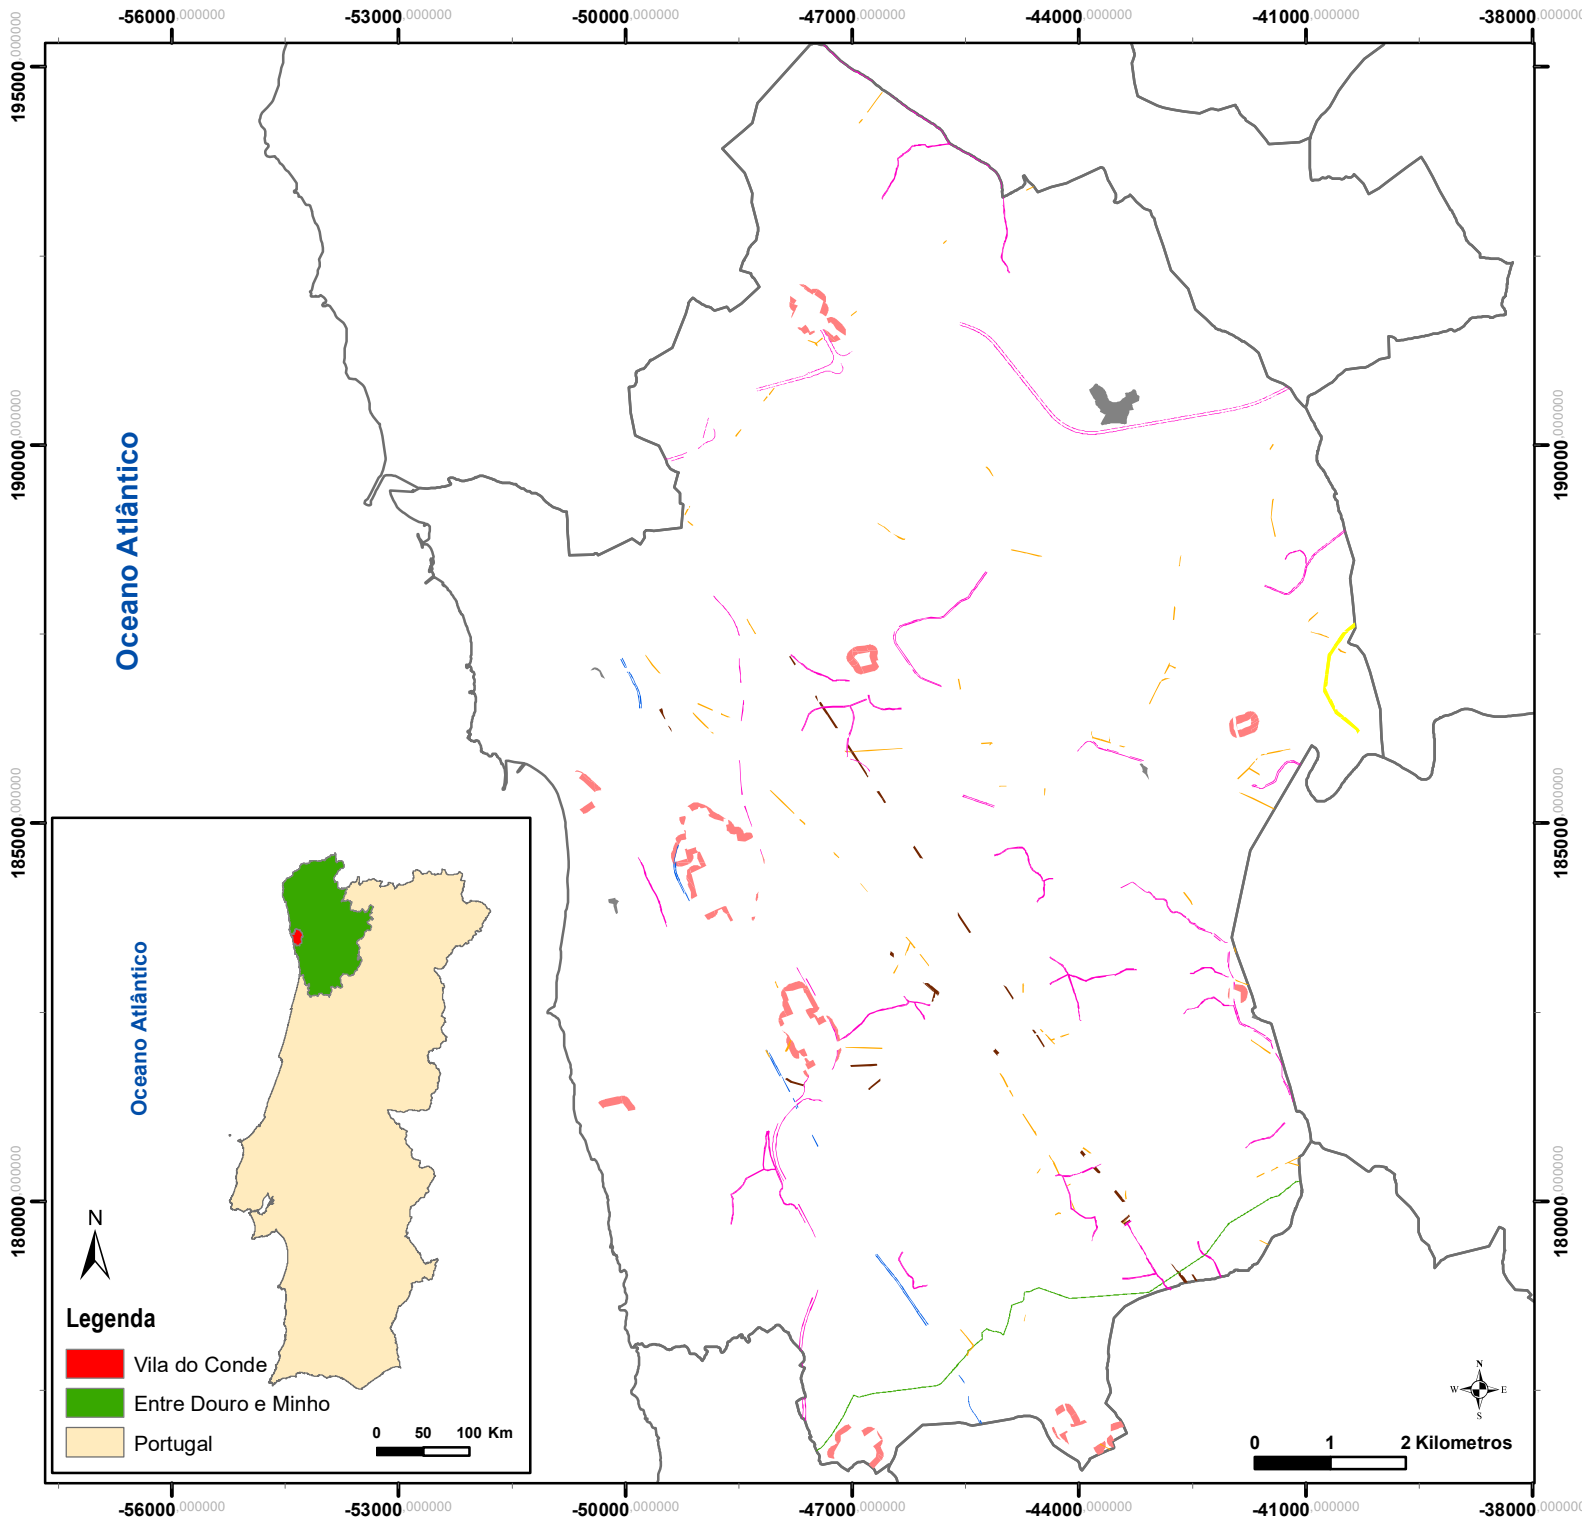 -56000,000000 -53000,000000 -50000,000000 -47000,000000 -44000,000000 -41000,000000 -38000,000000
195000,000000
190000,000000 190000,000000
185000,000000 185000,000000
180000,000000 180000,000000
Oceano Atlântico
Oceano Atlântico
N
Legenda
Vila do Conde
Entre Douro e Minho
Portugal
0 50 100 Km
N
W E
S
0 1 2 Kilometros
-56000,000000 -53000,000000 -50000,000000 -47000,000000 -44000,000000 -41000,000000 -38000,000000